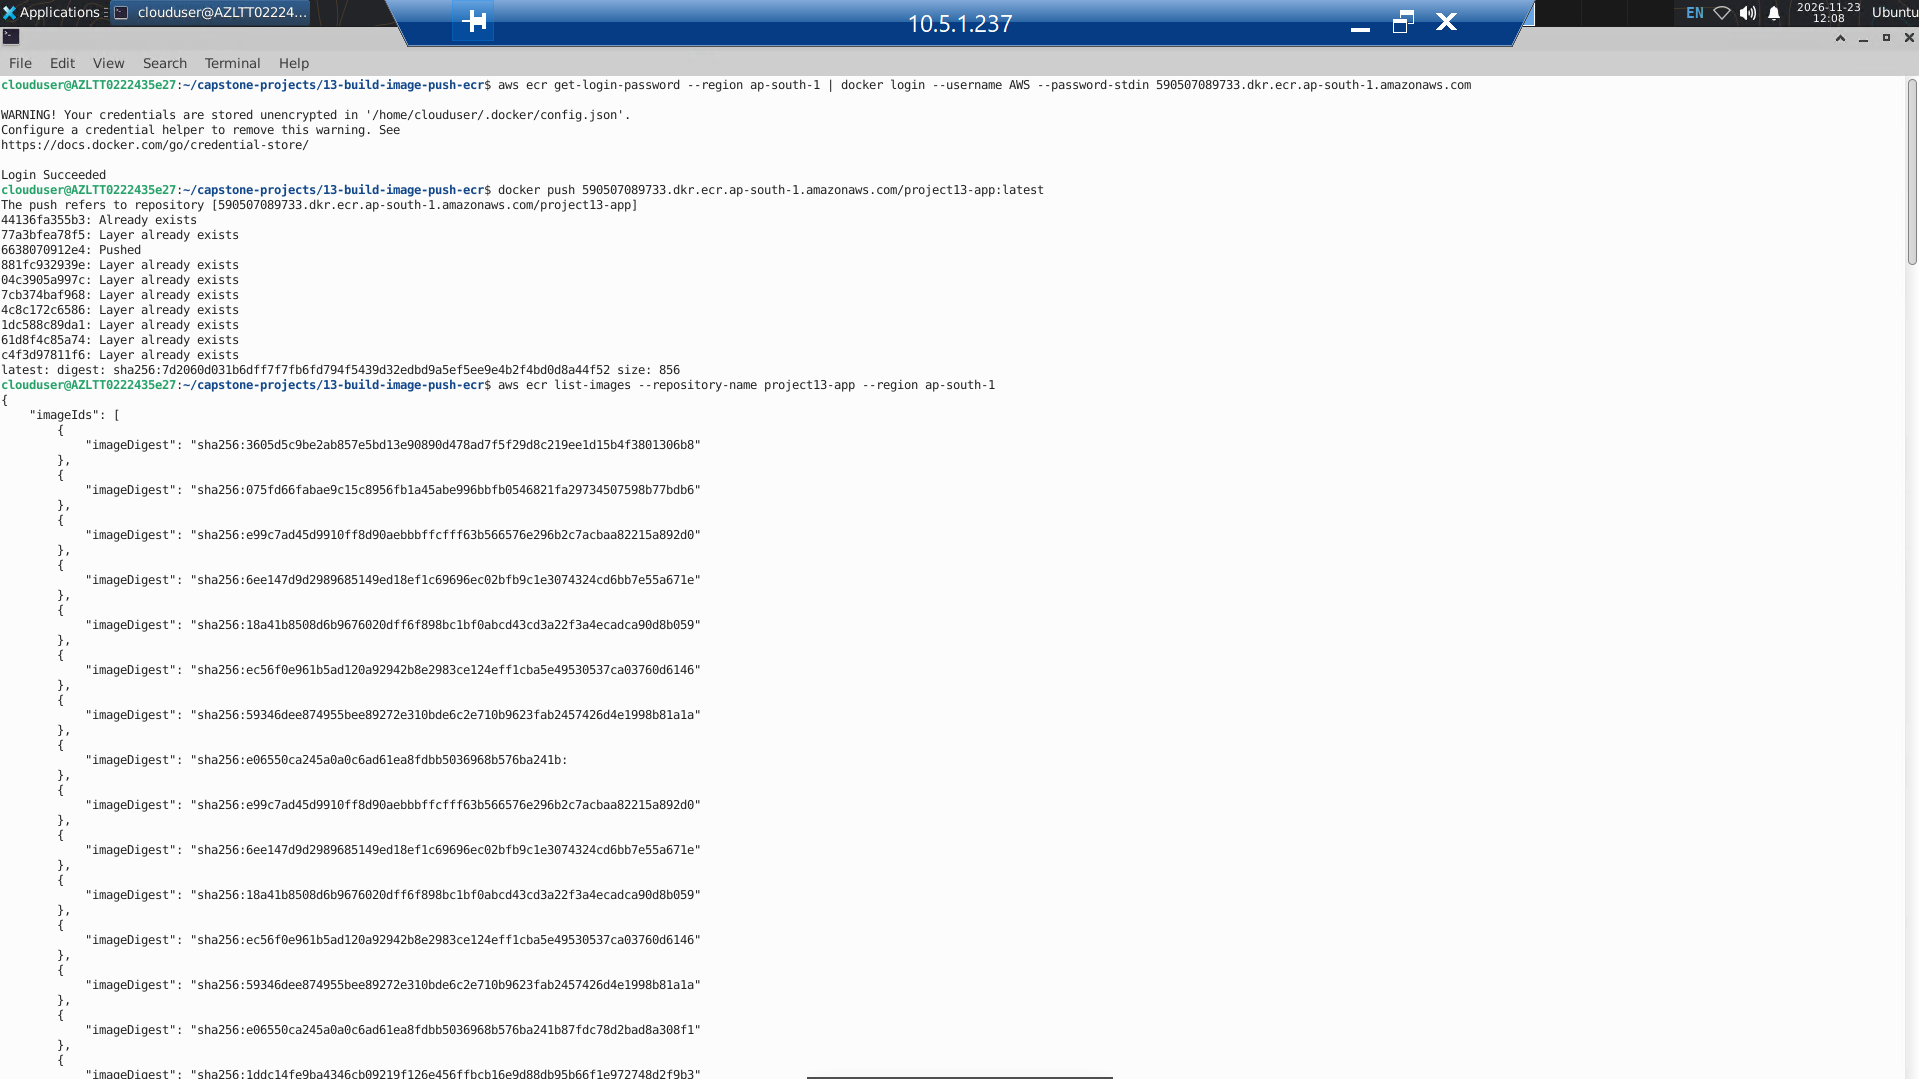 Applications
clouduser@AZLTT02224...
10.5.1.237
EN
2026-11-23
12:08
Ubuntu
File Edit View Search Terminal Help
clouduser@AZLTT0222435e27:~/capstone-projects/13-build-image-push-ecr$ aws ecr get-login-password --region ap-south-1 | docker login --username AWS --password-stdin 590507089733.dkr.ecr.ap-south-1.amazonaws.com
WARNING! Your credentials are stored unencrypted in '/home/clouduser/.docker/config.json'.
Configure a credential helper to remove this warning. See
https://docs.docker.com/go/credential-store/
Login Succeeded
clouduser@AZLTT0222435e27:~/capstone-projects/13-build-image-push-ecr$ docker push 590507089733.dkr.ecr.ap-south-1.amazonaws.com/project13-app:latest
The push refers to repository [590507089733.dkr.ecr.ap-south-1.amazonaws.com/project13-app]
44136fa355b3: Already exists
77a3bfea78f5: Layer already exists
6638070912e4: Pushed
881fc932939e: Layer already exists
04c3905a997c: Layer already exists
7cb374baf968: Layer already exists
4c8c172c6586: Layer already exists
1dc588c89da1: Layer already exists
61d8f4c85a74: Layer already exists
c4f3d97811f6: Layer already exists
latest: digest: sha256:7d2060d031b6dff7f7fb6fd794f5439d32edbd9a5ef5ee9e4b2f4bd0d8a44f52 size: 856
clouduser@AZLTT0222435e27:~/capstone-projects/13-build-image-push-ecr$ aws ecr list-images --repository-name project13-app --region ap-south-1
{
    "imageIds": [
        {
            "imageDigest": "sha256:3605d5c9be2ab857e5bd13e90890d478ad7f5f29d8c219ee1d15b4f3801306b8"
        },
        {
            "imageDigest": "sha256:075fd66fabae9c15c8956fb1a45abe996bbfb0546821fa29734507598b77bdb6"
        },
        {
            "imageDigest": "sha256:e99c7ad45d9910ff8d90aebbbffcfff63b566576e296b2c7acbaa82215a892d0"
        },
        {
            "imageDigest": "sha256:6ee147d9d2989685149ed18ef1c69696ec02bfb9c1e3074324cd6bb7e55a671e"
        },
        {
            "imageDigest": "sha256:18a41b8508d6b9676020dff6f898bc1bf0abcd43cd3a22f3a4ecadca90d8b059"
        },
        {
            "imageDigest": "sha256:ec56f0e961b5ad120a92942b8e2983ce124eff1cba5e49530537ca03760d6146"
        },
        {
            "imageDigest": "sha256:59346dee874955bee89272e310bde6c2e710b9623fab2457426d4e1998b81a1a"
        },
        {
            "imageDigest": "sha256:e06550ca245a0a0c6ad61ea8fdbb5036968b576ba241b:
        },
        {
            "imageDigest": "sha256:e99c7ad45d9910ff8d90aebbbffcfff63b566576e296b2c7acbaa82215a892d0"
        },
        {
            "imageDigest": "sha256:6ee147d9d2989685149ed18ef1c69696ec02bfb9c1e3074324cd6bb7e55a671e"
        },
        {
            "imageDigest": "sha256:18a41b8508d6b9676020dff6f898bc1bf0abcd43cd3a22f3a4ecadca90d8b059"
        },
        {
            "imageDigest": "sha256:ec56f0e961b5ad120a92942b8e2983ce124eff1cba5e49530537ca03760d6146"
        },
        {
            "imageDigest": "sha256:59346dee874955bee89272e310bde6c2e710b9623fab2457426d4e1998b81a1a"
        },
        {
            "imageDigest": "sha256:e06550ca245a0a0c6ad61ea8fdbb5036968b576ba241b87fdc78d2bad8a308f1"
        },
        {
            "imageDigest": "sha256:1ddc14fe9ba4346cb09219f126e456ffbcb16e9d88db95b66f1e972748d2f9b3"